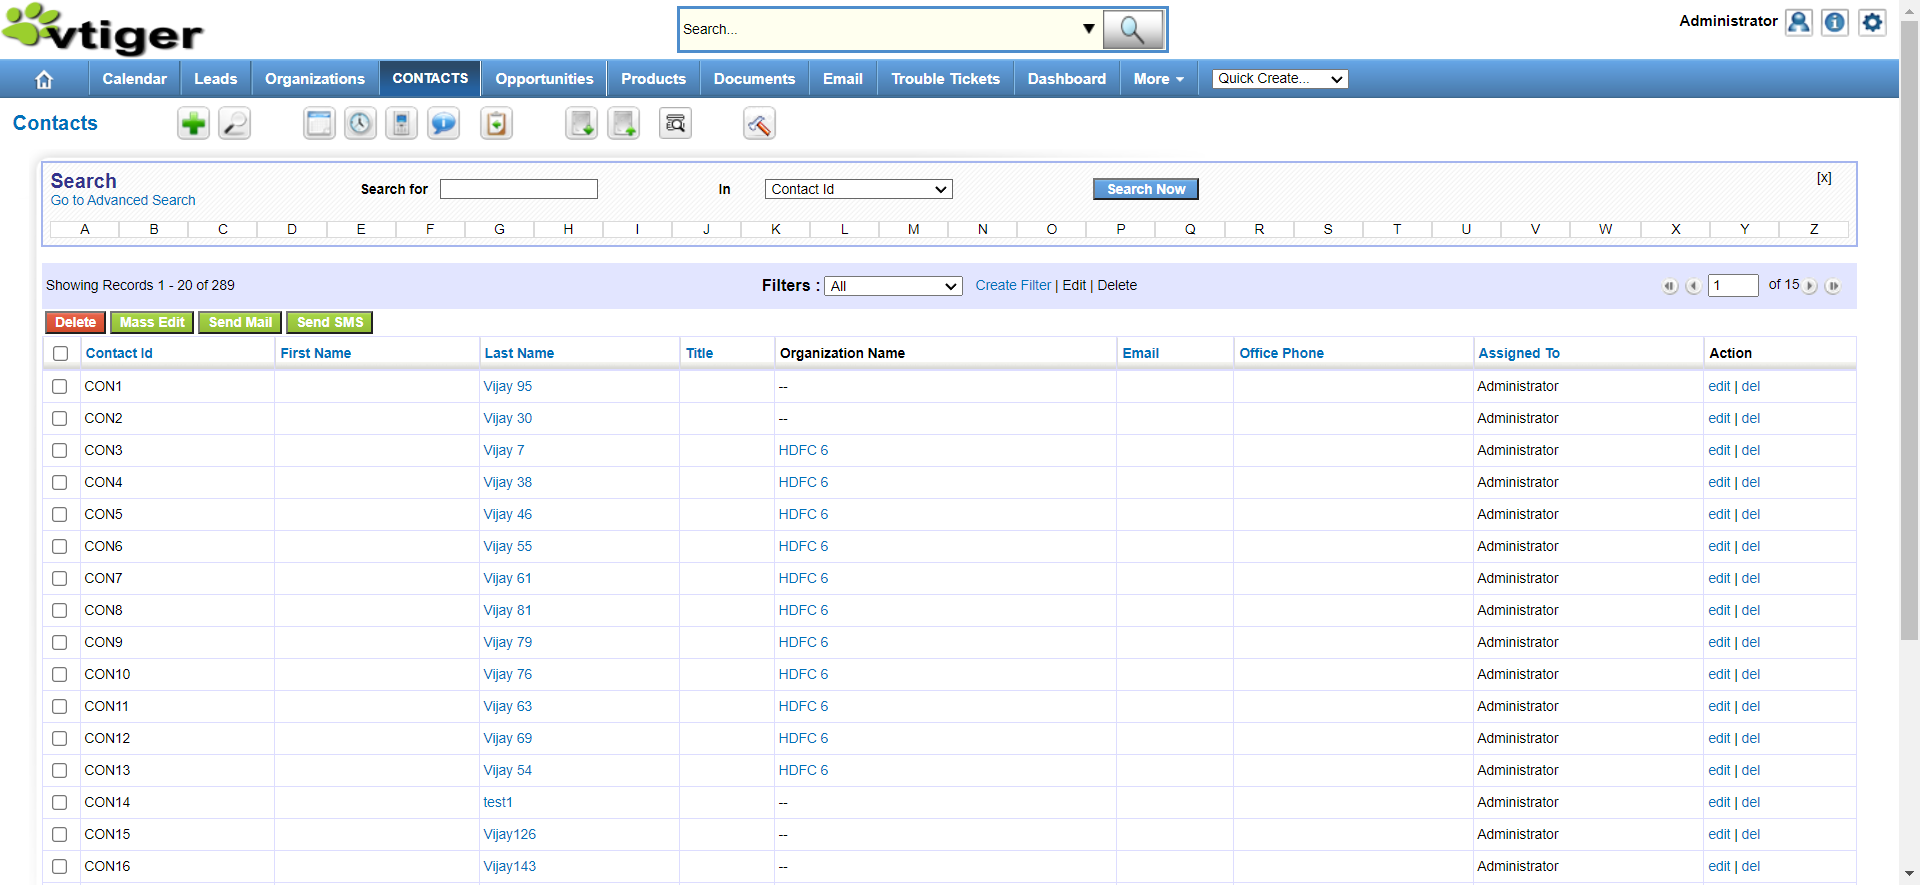 vtiger
Search...
Administrator
Calendar Leads Organizations CONTACTS Opportunities Products Documents Email Trouble Tickets Dashboard More Quick Create...
Contacts
Search
Go to Advanced Search
Search for In Contact Id Search Now [x]
A B C D E F G H I J K L M N O P Q R S T U V W X Y Z
Showing Records 1 - 20 of 289 Filters : All Create Filter | Edit | Delete 1 of 15
Delete Mass Edit Send Mail Send SMS
Contact Id First Name Last Name Title Organization Name Email Office Phone Assigned To Action
CON1 Vijay 95 -- Administrator edit | del
CON2 Vijay 30 -- Administrator edit | del
CON3 Vijay 7 HDFC 6 Administrator edit | del
CON4 Vijay 38 HDFC 6 Administrator edit | del
CON5 Vijay 46 HDFC 6 Administrator edit | del
CON6 Vijay 55 HDFC 6 Administrator edit | del
CON7 Vijay 61 HDFC 6 Administrator edit | del
CON8 Vijay 81 HDFC 6 Administrator edit | del
CON9 Vijay 79 HDFC 6 Administrator edit | del
CON10 Vijay 76 HDFC 6 Administrator edit | del
CON11 Vijay 63 HDFC 6 Administrator edit | del
CON12 Vijay 69 HDFC 6 Administrator edit | del
CON13 Vijay 54 HDFC 6 Administrator edit | del
CON14 test1 -- Administrator edit | del
CON15 Vijay126 -- Administrator edit | del
CON16 Vijay143 -- Administrator edit | del